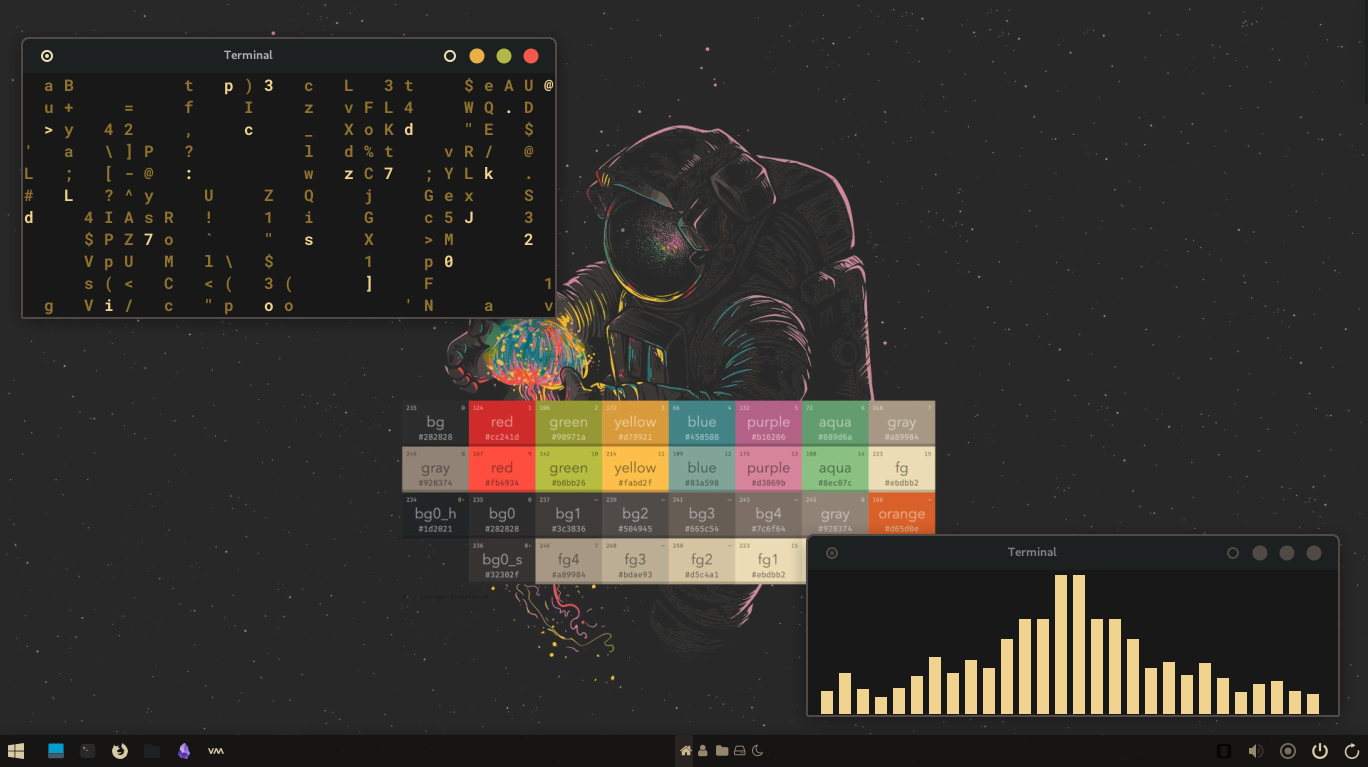 Terminal
a B t p ) 3 c L 3 t $ e A U @
u + = f I z v F L 4 W Q . D
> y 4 2 , c _ X o K d " E $
' a \ ] P ? l d % t v R / @
L ; [ - @ : w z C 7 ; Y L k .
# L ? ^ y U Z Q j G e x S
d 4 I A s R ! 1 i G c 5 J 3
$ P Z 7 o ` " s X > M 2
V p U M l \ $ 1 p 0
s ( < C < ( 3 ( ] F 1
g V i / c " p o o ' N a v
235 0 124 1 106 2 172 3 66 4 132 5 72 6 246 7
bg red green yellow blue purple aqua gray
#282828 #cc241d #98971a #d79921 #458588 #b16286 #689d6a #a89984
245 8 167 9 142 10 214 11 109 12 175 13 108 14 223 15
gray red green yellow blue purple aqua fg
#928374 #fb4934 #b8bb26 #fabd2f #83a598 #d3869b #8ec07c #ebdbb2
234 0- 235 0 237 - 239 - 241 - 243 - 245 8 166 -
bg0_h bg0 bg1 bg2 bg3 bg4 gray orange
#1d2021 #282828 #3c3836 #504945 #665c54 #7c6f64 #928374 #d65d0e
236 0- 246 7 248 - 250 - 223 15
bg0_s fg4 fg3 fg2 fg1
#32302f #a89984 #bdae93 #d5c4a1 #ebdbb2
Terminal